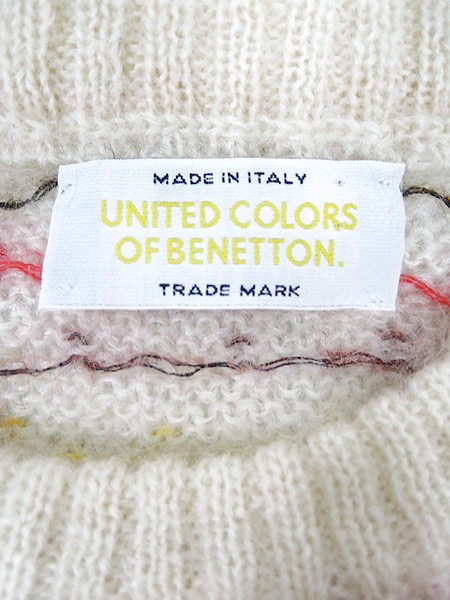 MADE IN ITALY
UNITED COLORS
OF BENETTON.
TRADE MARK